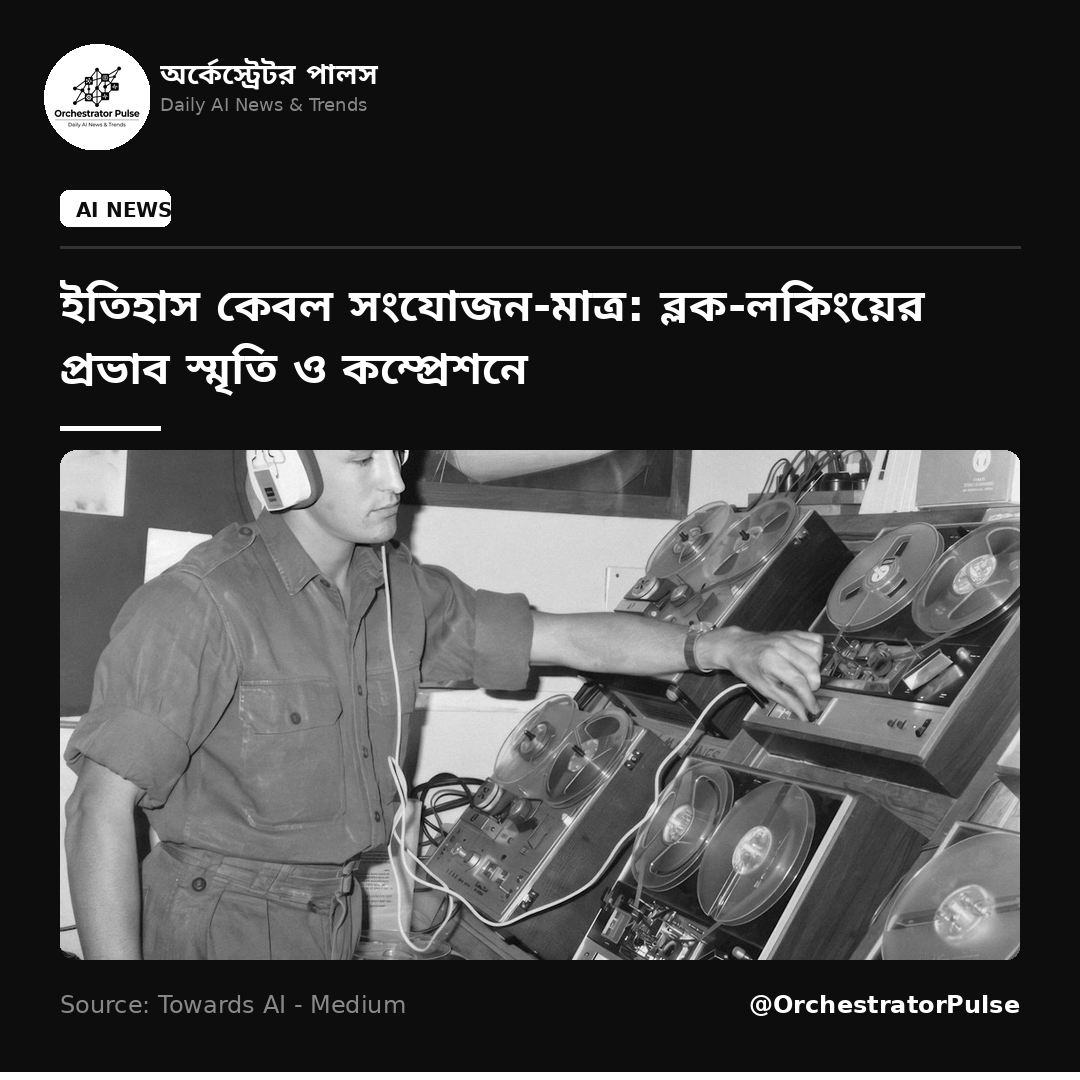 অর্কেস্ট্রেটর পালস
Daily AI News & Trends
Orchestrator Pulse
Daily AI News & Trends
AI NEWS
ইতিহাস কেবল সংযোজন-মাত্র: ব্লক-লকিংয়ের
প্রভাব স্মৃতি ও কম্প্রেশনে
Source: Towards AI - Medium
@OrchestratorPulse